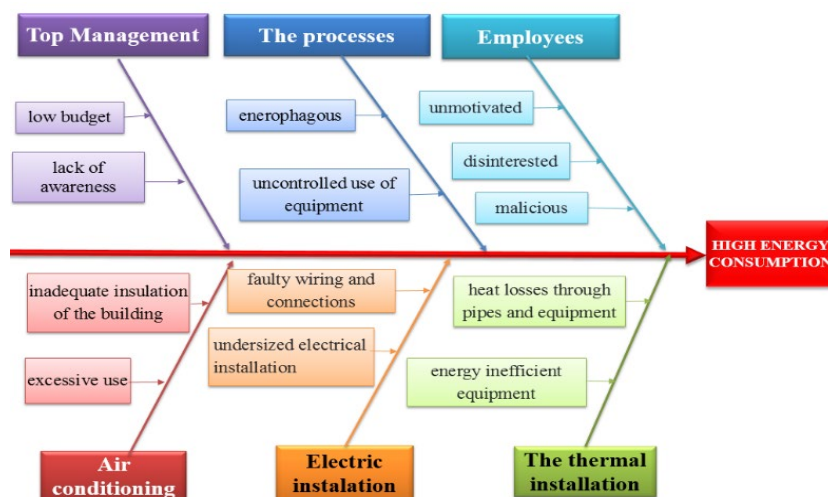 Top Management
The processes
Employees
low budget
lack of
awareness
enerophagous
uncontrolled use of
equipment
unmotivated
disinterested
malicious
HIGH ENERGY
CONSUMPTION
inadequate insulation
of the building
excessive use
faulty wiring and
connections
undersized electrical
installation
heat losses through
pipes and equipment
energy inefficient
equipment
Air
conditioning
Electric
instalation
The thermal
installation